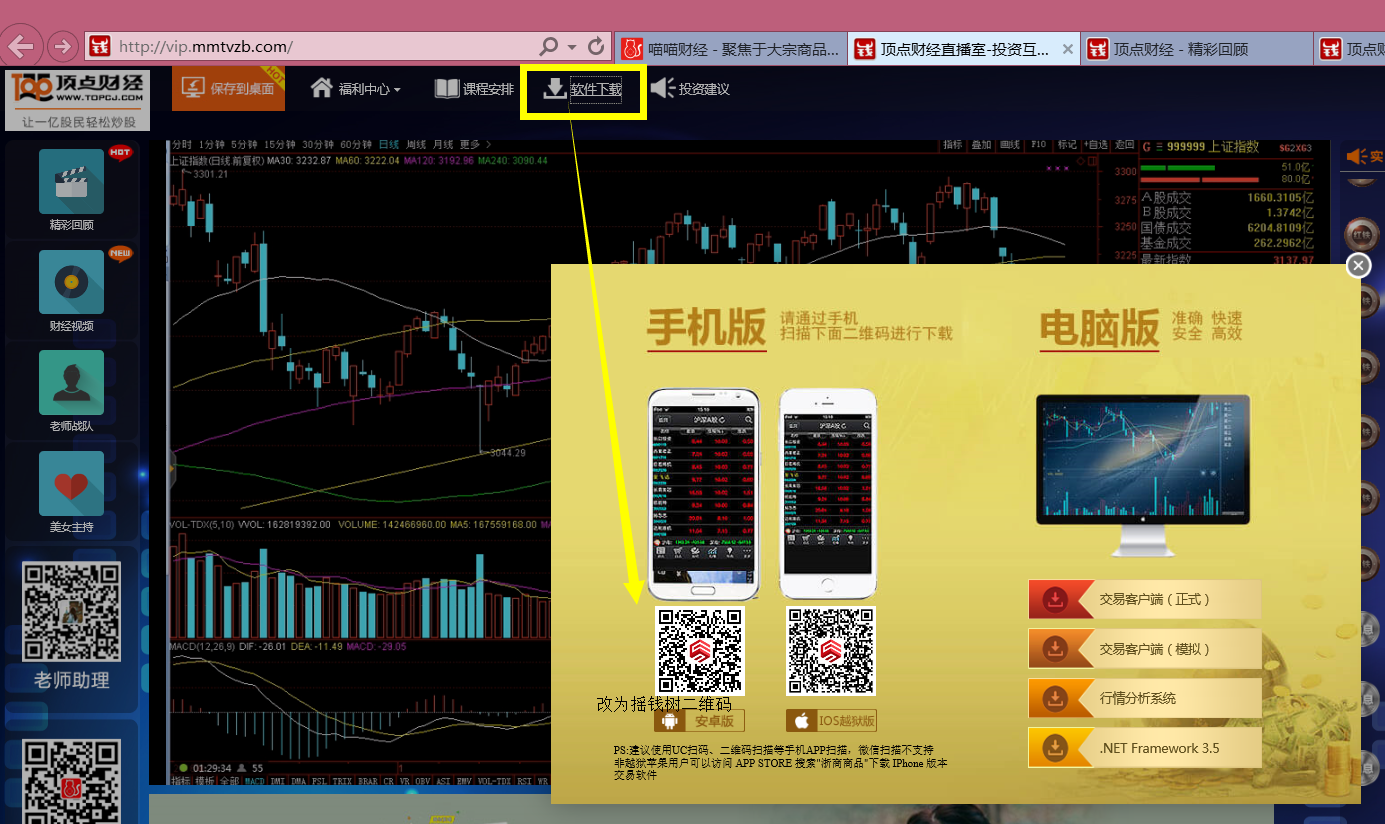 http://vip.mmtvzb.com/
喵喵财经 - 聚焦于大宗商品...
顶点财经直播室-投资互...
顶点财经 - 精彩回顾
顶点财
顶点财经
WWW.TOPCJ.COM
让一亿股民轻松炒股
保存到桌面
HOT
福利中心
课程安排
软件下载
投资建议
分时 1分钟 5分钟 15分钟 30分钟 60分钟 日线 周线 月线 更多
指标 叠加 画线 F10 标记 +自选 返回
上证指数(日线.前复权) MA30: 3232.87 MA60: 3222.04 MA120: 3192.96 MA240: 3090.44
3301.21
3300
3275
3250
3225
G 999999 上证指数
51.0亿
80.0亿
A股成交 1660.3105亿
B股成交 1.3742亿
国债成交 6204.8109亿
基金成交 262.2962亿
最新指数 3137.97
HOT
精彩回顾
NEW
财经视频
老师战队
美女主持
老师助理
3044.29
VOL-TDX(5,10) VVOL: 162819392.00 VOLUME: 142466960.00 MA5: 167559168.00
MACD(12,26,9) DIF: -26.01 DEA: -11.49 MACD: -29.05
01:29:34 55
指标 模板 全部 MACD DMI DMA FSL TRIX BRAR CR VR OBV ASI EMV VOL-TDX RSI WR
手机版
请通过手机
扫描下面二维码进行下载
电脑版
准确 快速
安全 高效
改为摇钱树二维码
安卓版
IOS越狱版
PS:建议使用UC扫码、二维码扫描等手机APP扫描，微信扫描不支持
非越狱苹果用户可以访问 APP STORE 搜索"浙商商品"下载 IPhone 版本
交易软件
交易客户端 ( 正式 )
交易客户端 ( 模拟 )
行情分析系统
.NET Framework 3.5